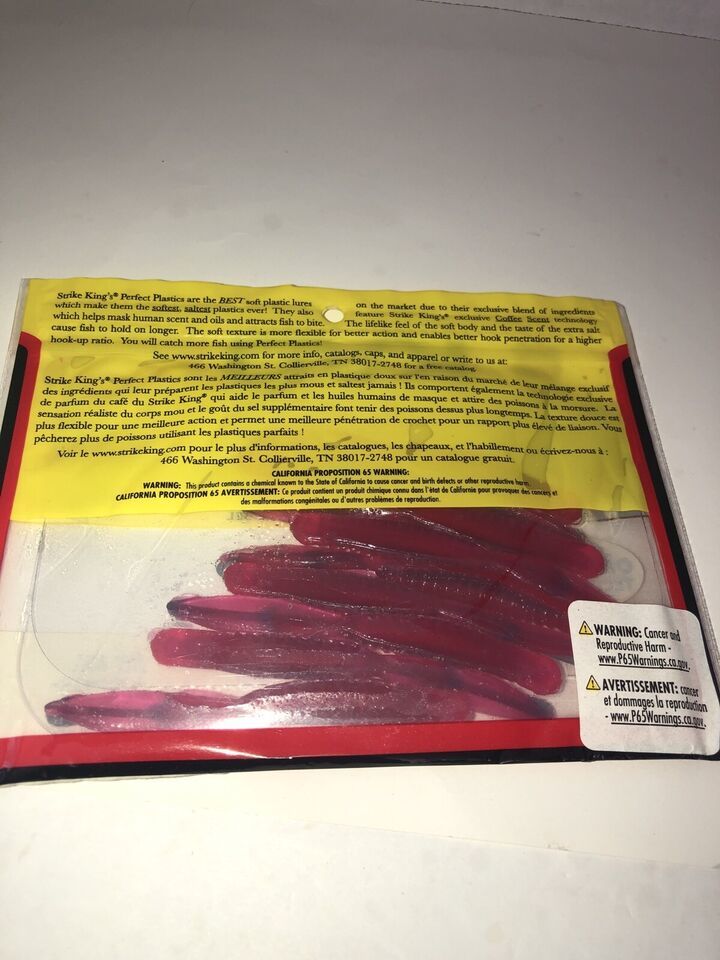 Strike King's® Perfect Plastics are the BEST soft plastic lures on the market due to their exclusive blend of ingredients
which make them the softest, saltest plastics ever! They also feature Strike King's® exclusive Coffee Scent technology
which helps mask human scent and oils and attracts fish to bite. The lifelike feel of the soft body and the taste of the extra salt
cause fish to hold on longer. The soft texture is more flexible for better action and enables better hook penetration for a higher
hook-up ratio. You will catch more fish using Perfect Plastics!
See www.strikeking.com for more info, catalogs, caps, and apparel or write to us at:
466 Washington St. Collierville, TN 38017-2748 for a free catalog.
Strike King's® Perfect Plastics sont les MEILLEURS attraits en plastique doux sur l'en raison du marché de leur mélange exclusif
des ingrédients qui leur préparent les plastiques les plus mous et saltest jamais ! Ils comportent également la technologie exclusive
de parfum du café du Strike King® qui aide le parfum et les huiles humains de masque et attire des poissons à la morsure. La
sensation réaliste du corps mou et le goût du sel supplémentaire font tenir des poissons dessus plus longtemps. La texture douce est
plus flexible pour une meilleure action et permet une meilleure pénétration de crochet pour un rapport plus élevé de liaison. Vous
pêcherez plus de poissons utilisant les plastiques parfaits !
Voir le www.strikeking.com pour le plus d'informations, les catalogues, les chapeaux, et l'habillement ou écrivez-nous à :
466 Washington St. Collierville, TN 38017-2748 pour un catalogue gratuit.
CALIFORNIA PROPOSITION 65 WARNING:
WARNING: This product contains a chemical known to the State of California to cause cancer and birth defects or other reproductive harm.
CALIFORNIA PROPOSITION 65 AVERTISSEMENT: Ce produit contient un produit chimique connu dans l'état de Californie pour provoquer des cancers et
des malformations congénitales ou d'autres problèmes de reproduction.
WARNING: Cancer and
Reproductive Harm -
www.P65Warnings.ca.gov.
AVERTISSEMENT: cancer
et dommages la reproduction
- www.P65Warnings.ca.gov.